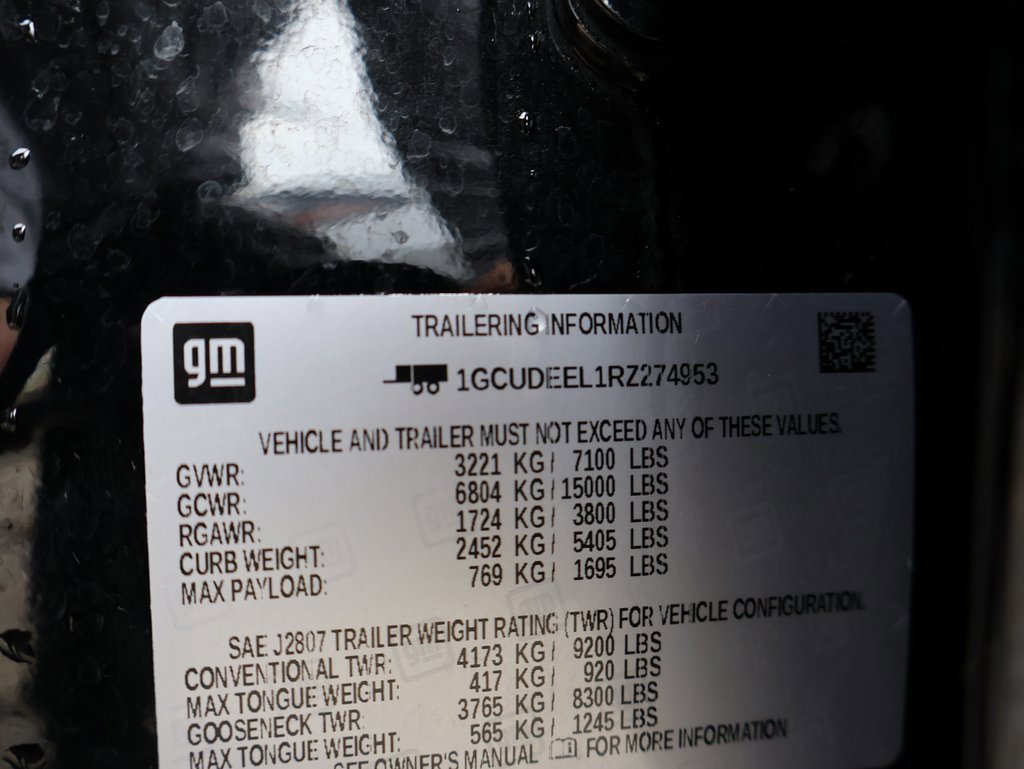 gm
TRAILERING INFORMATION
1GCUDEEL1RZ274953
VEHICLE AND TRAILER MUST NOT EXCEED ANY OF THESE VALUES.
GVWR: 3221 KG/ 7100 LBS
GCWR: 6804 KG/15000 LBS
RGAWR: 1724 KG/ 3800 LBS
CURB WEIGHT: 2452 KG/ 5405 LBS
MAX PAYLOAD: 769 KG/ 1695 LBS
SAE J2807 TRAILER WEIGHT RATING (TWR) FOR VEHICLE CONFIGURATION.
CONVENTIONAL TWR: 4173 KG/ 9200 LBS
MAX TONGUE WEIGHT: 417 KG/ 920 LBS
GOOSENECK TWR: 3765 KG/ 8300 LBS
MAX TONGUE WEIGHT: 565 KG/ 1245 LBS
SEE OWNER'S MANUAL FOR MORE INFORMATION